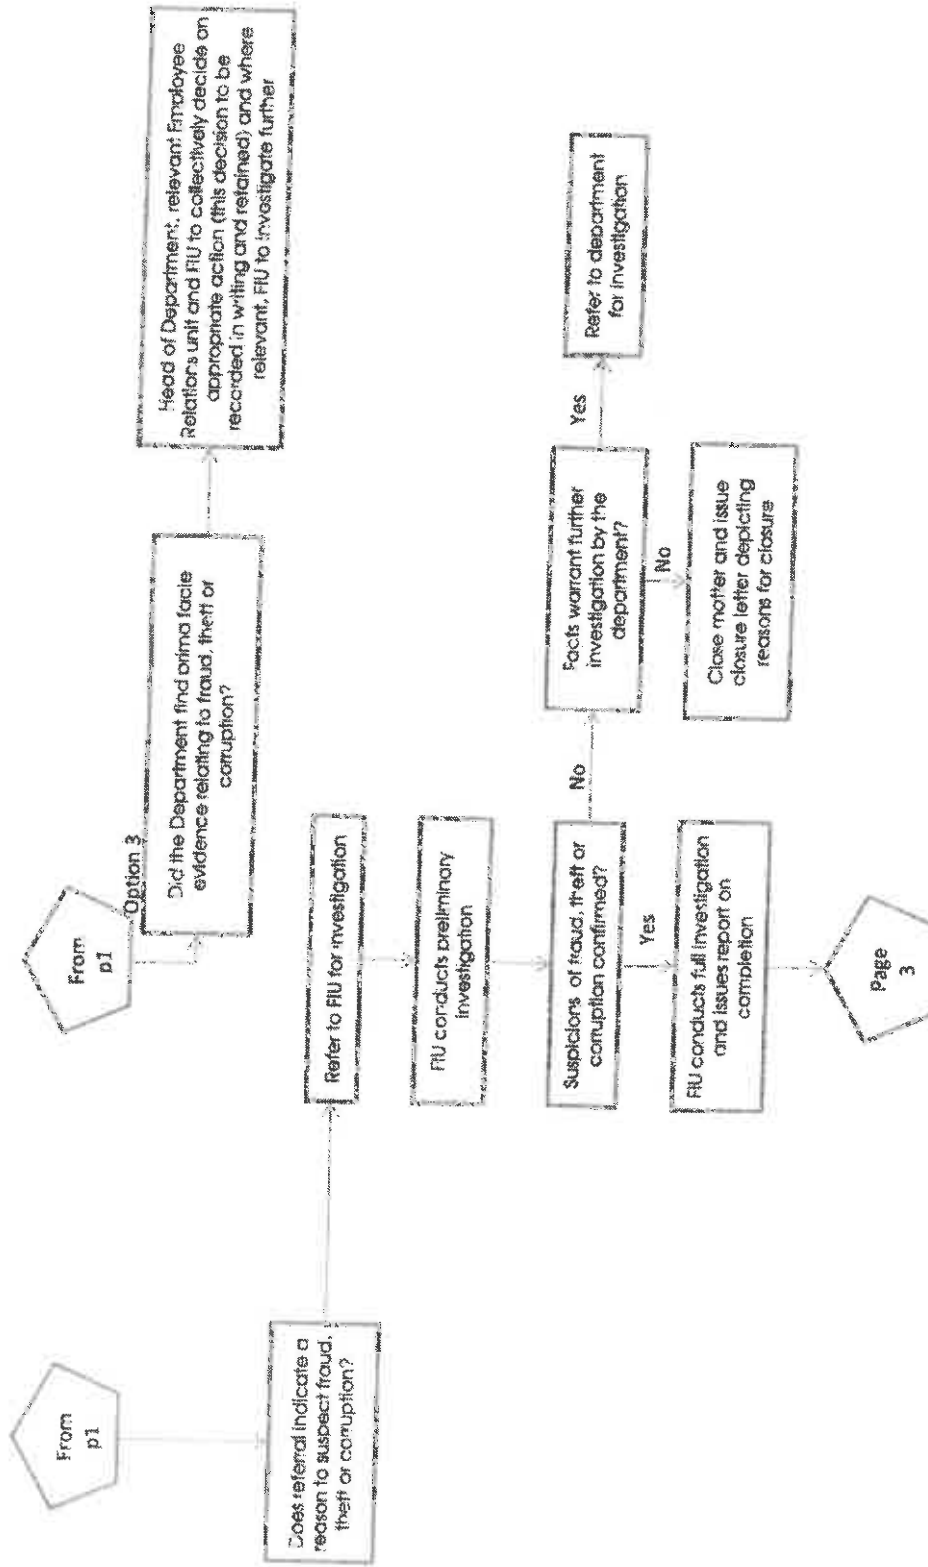 From
p1
Does referral indicate a
reason to suspect fraud,
theft or corruption?
From
p1
Option 3
Did the Department find prima facie
evidence relating to fraud, theft or
corruption?
Head of Department, relevant Employee
Relations unit and FIU to collectively decide on
appropriate action (this decision to be
recorded in writing and retained) and where
relevant, FIU to investigate further
Refer to FIU for investigation
FIU conducts preliminary
investigation
Suspicions of fraud, theft or
corruption confirmed?
No
Facts warrant further
investigation by the
department?
Yes
Refer to department
for investigation
No
Close matter and issue
closure letter depicting
reasons for closure
Yes
FIU conducts full investigation
and issues report on
completion
Page
3